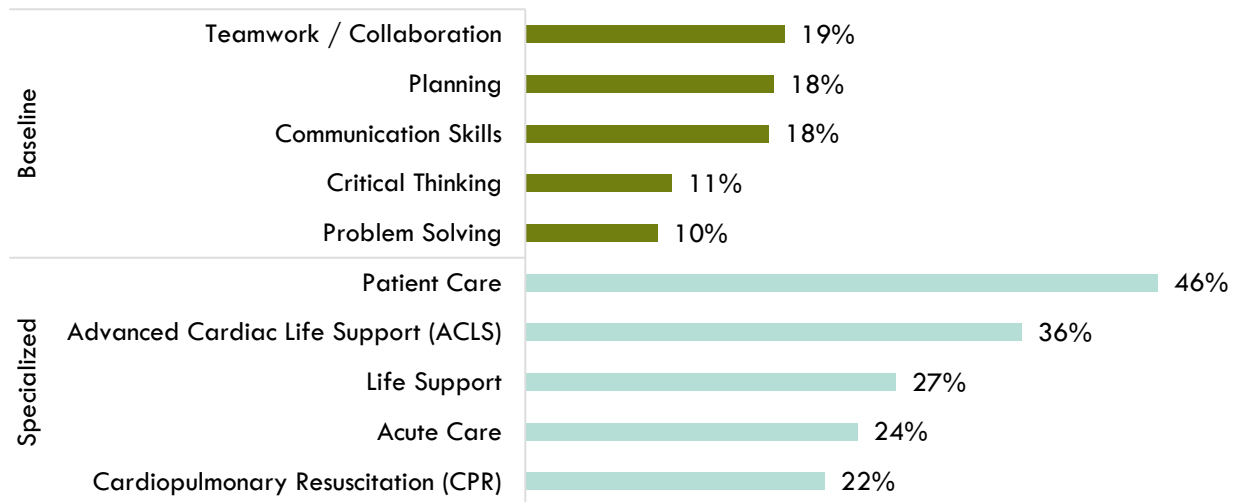 Baseline
Teamwork / Collaboration 19%
Planning 18%
Communication Skills 18%
Critical Thinking 11%
Problem Solving 10%
Specialized
Patient Care 46%
Advanced Cardiac Life Support (ACLS) 36%
Life Support 27%
Acute Care 24%
Cardiopulmonary Resuscitation (CPR) 22%